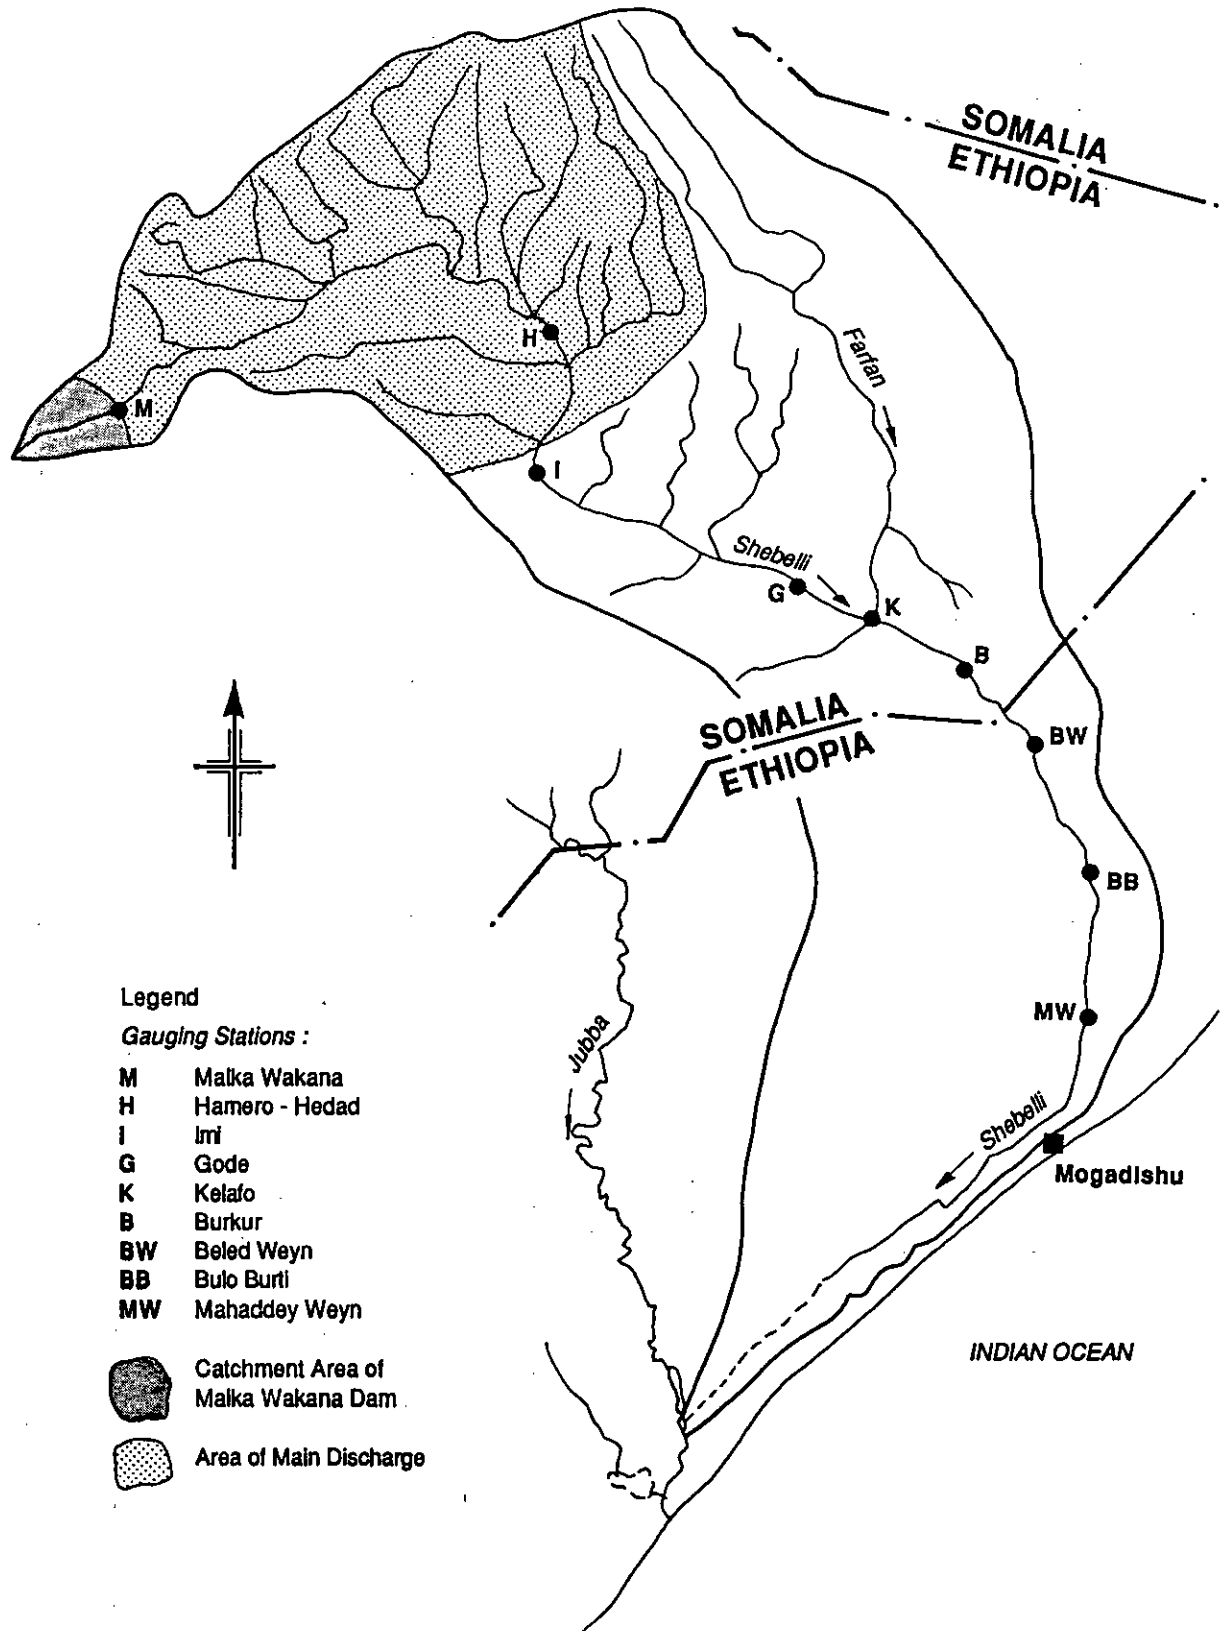 SOMALIA
ETHIOPIA
Farfan
H
M
I
Shebelli
G
K
B
SOMALIA
ETHIOPIA
BW
BB
MW
Jubba
Shebelli
Mogadishu
INDIAN OCEAN
Legend
Gauging Stations :
M Malka Wakana
H Hamero - Hedad
I Imi
G Gode
K Kelafo
B Burkur
BW Beled Weyn
BB Bulo Burti
MW Mahaddey Weyn
Catchment Area of
Malka Wakana Dam
Area of Main Discharge